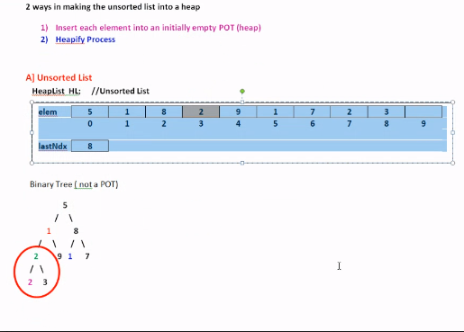 2 ways in making the unsorted list into a heap
1) Insert each element into an initially empty POT (heap)
2) Heapify Process
A] Unsorted List
HeapList HL: //Unsorted List
elem 5 1 8 2 9 1 7 2 3
0 1 2 3 4 5 6 7 8 9
lastNdx 8
Binary Tree ( not a POT)
5
/ \
1 8
/ \ / \
2 9 1 7
/ \
2 3